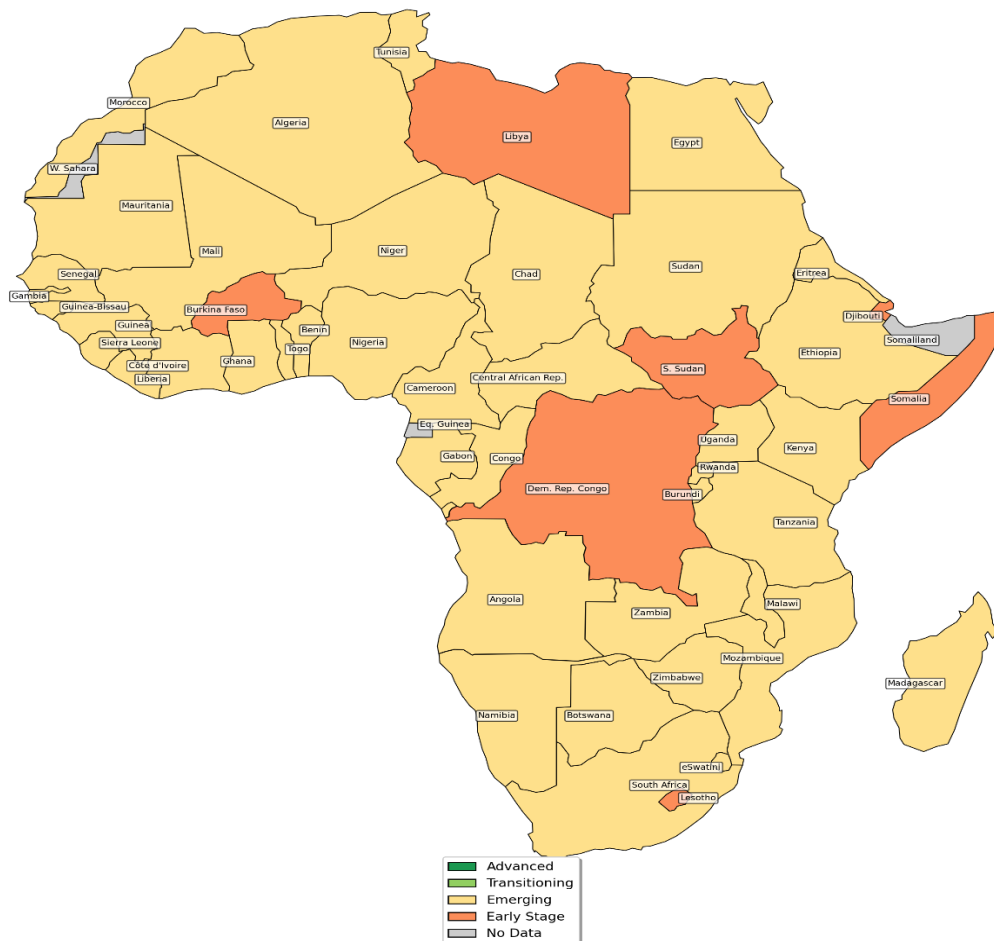 Tunisia
Morocco
Algeria
Libya
Egypt
W. Sahara
Mauritania
Mali
Niger
Chad
Sudan
Senegal
Eritrea
Gambia
Guinea-Bissau
Burkina Faso
Djibouti
Guinea
Benin
Somaliland
Sierra Leone
Nigeria
Togo
Ghana
Ethiopia
Côte d'Ivoire
S. Sudan
Liberia
Central African Rep.
Cameroon
Somalia
Eq. Guinea
Uganda
Kenya
Gabon
Congo
Rwanda
Dem. Rep. Congo
Burundi
Tanzania
Angola
Malawi
Zambia
Mozambique
Zimbabwe
Madagascar
Namibia
Botswana
eSwatini
South Africa
Lesotho
Advanced
Transitioning
Emerging
Early Stage
No Data